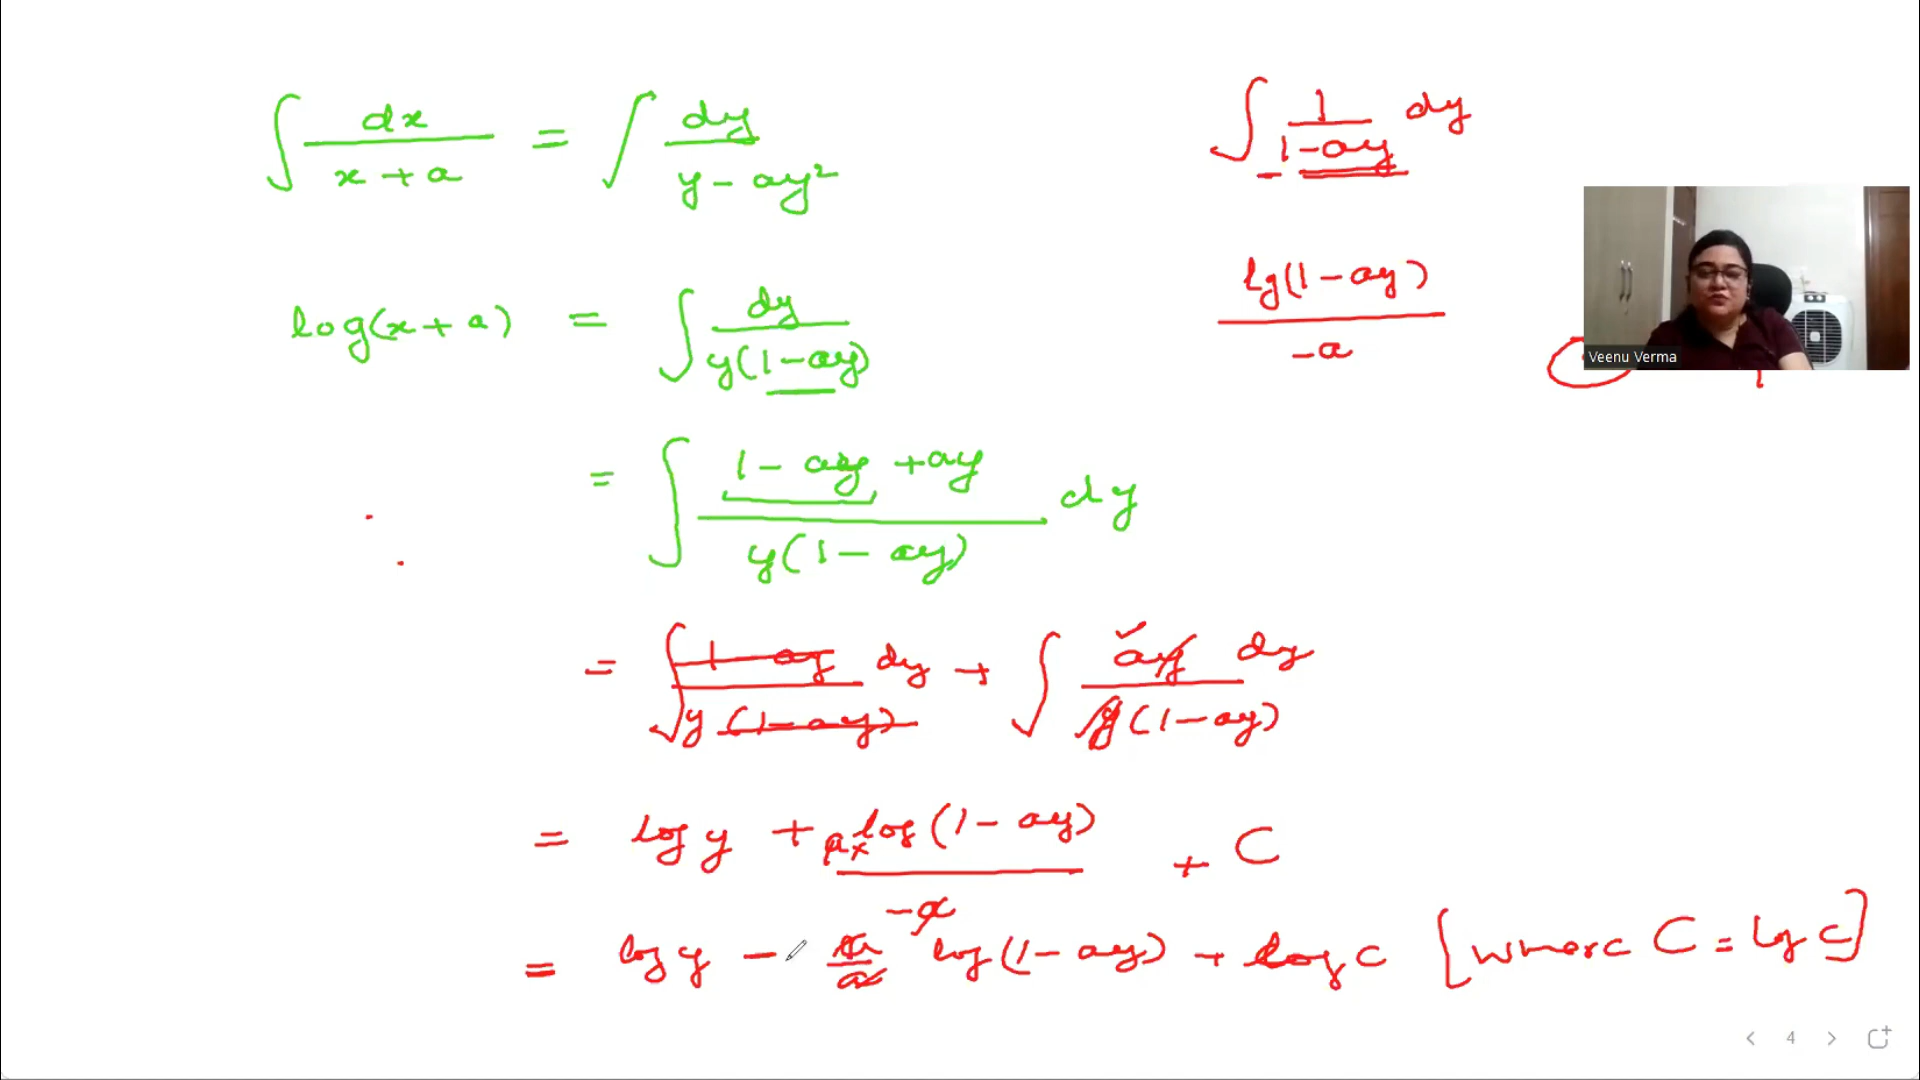 ∫ dx/(x + a) = ∫ dy/(y - ay²)
∫ 1/(1 - ay) dy
log(x + a) = ∫ dy/(y(1 - ay))
lg(1 - ay)/-a
Veenu Verma
= ∫ (1 - ay + ay)/(y(1 - ay)) dy
= ∫ (1 - ay)/(y(1 - ay)) dy + ∫ ay/(y(1 - ay)) dy
= log y + a × log(1 - ay)/-a + C
= log y - a/a log(1 - ay) + log c [where C = log c]
< 4 >